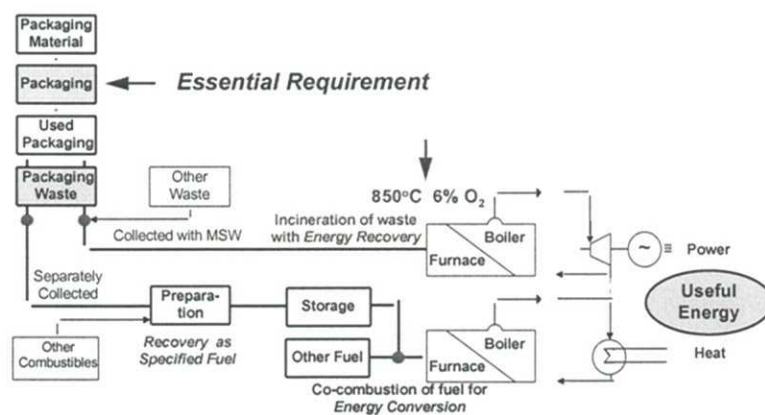 Packaging
Material
Packaging
Essential Requirement
Used
Packaging
Packaging
Waste
Other
Waste
850°C 6% O₂
Collected with MSW
Incineration of waste
with Energy Recovery
Boiler
Furnace
~
Power
Useful
Energy
Separately
Collected
Prepara-
tion
Storage
Other
Combustibles
Recovery as
Specified Fuel
Other Fuel
Boiler
Furnace
Heat
Co-combustion of fuel for
Energy Conversion